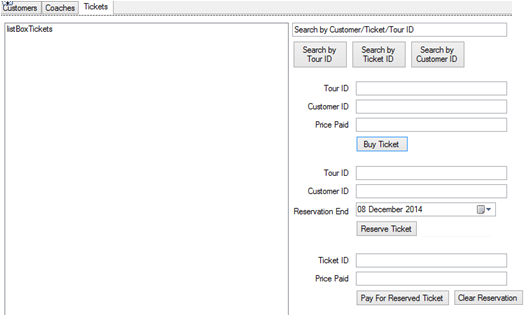 Customers Coaches Tickets
listBoxTickets
Search by Customer/Ticket/Tour ID
Search by
Tour ID
Search by
Ticket ID
Search by
Customer ID
Tour ID
Customer ID
Price Paid
Buy Ticket
Tour ID
Customer ID
Reservation End 08 December 2014
Reserve Ticket
Ticket ID
Price Paid
Pay For Reserved Ticket Clear Reservation